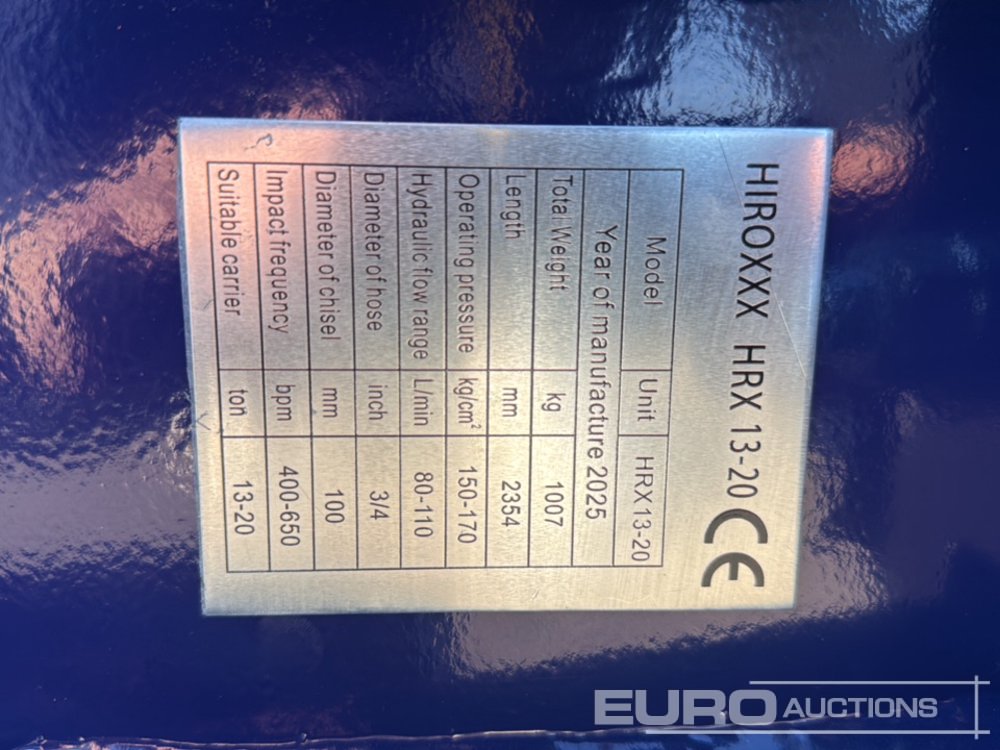 HIROXXX HRX 13-20 CE
Model Unit HRX13-20
Year of manufacture 2025
Total Weight kg 1007
Length mm 2354
Operating pressure kg/cm² 150-170
Hydraulic flow range L/min 80-110
Diameter of hose inch 3/4
Diameter of chisel mm 100
Impact frequency bpm 400-650
Suitable carrier ton 13-20
EURO AUCTIONS